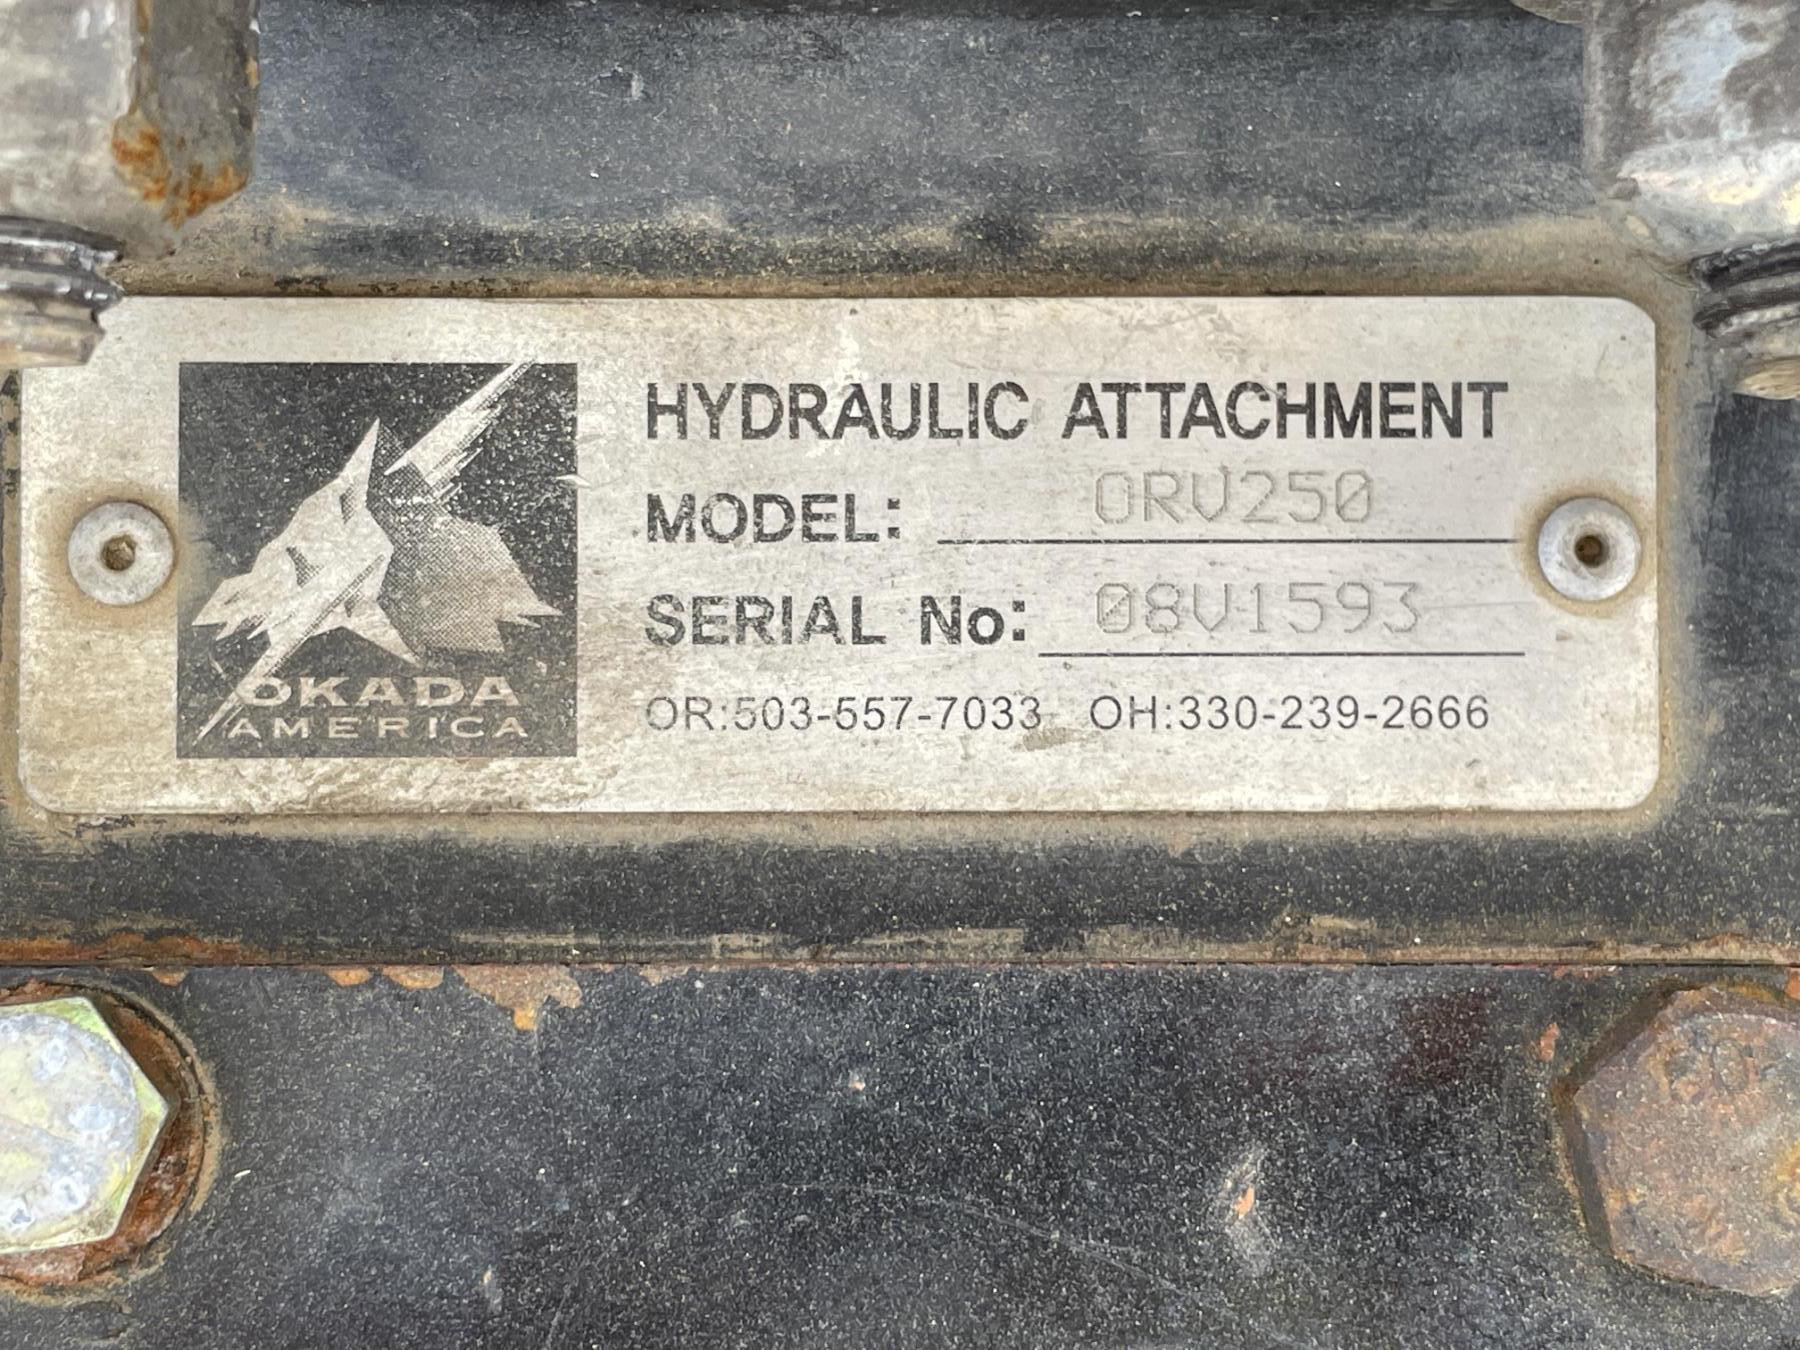 HYDRAULIC ATTACHMENT
MODEL: ORV250
SERIAL No: 08V1593
OR:503-557-7033 OH:330-239-2666
OKADA
AMERICA